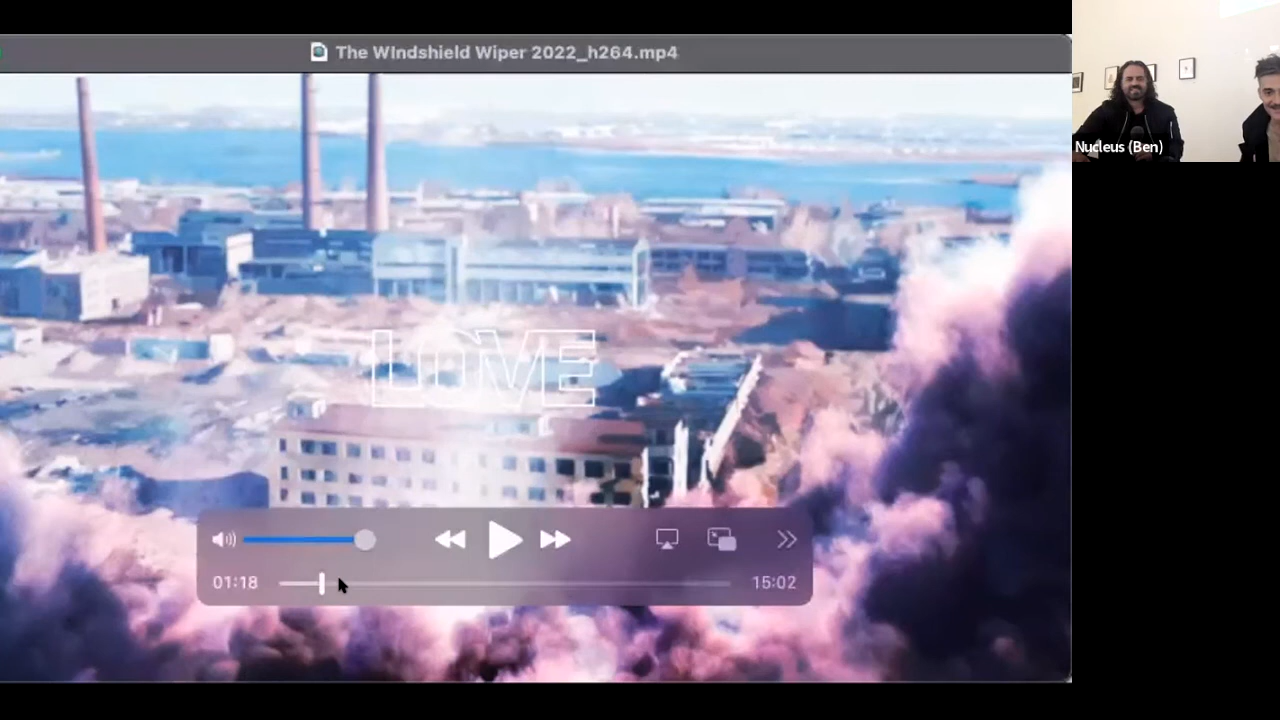 The WIndshield Wiper 2022_h264.mp4
Nucleus (Ben)
LOVE
01:18
15:02